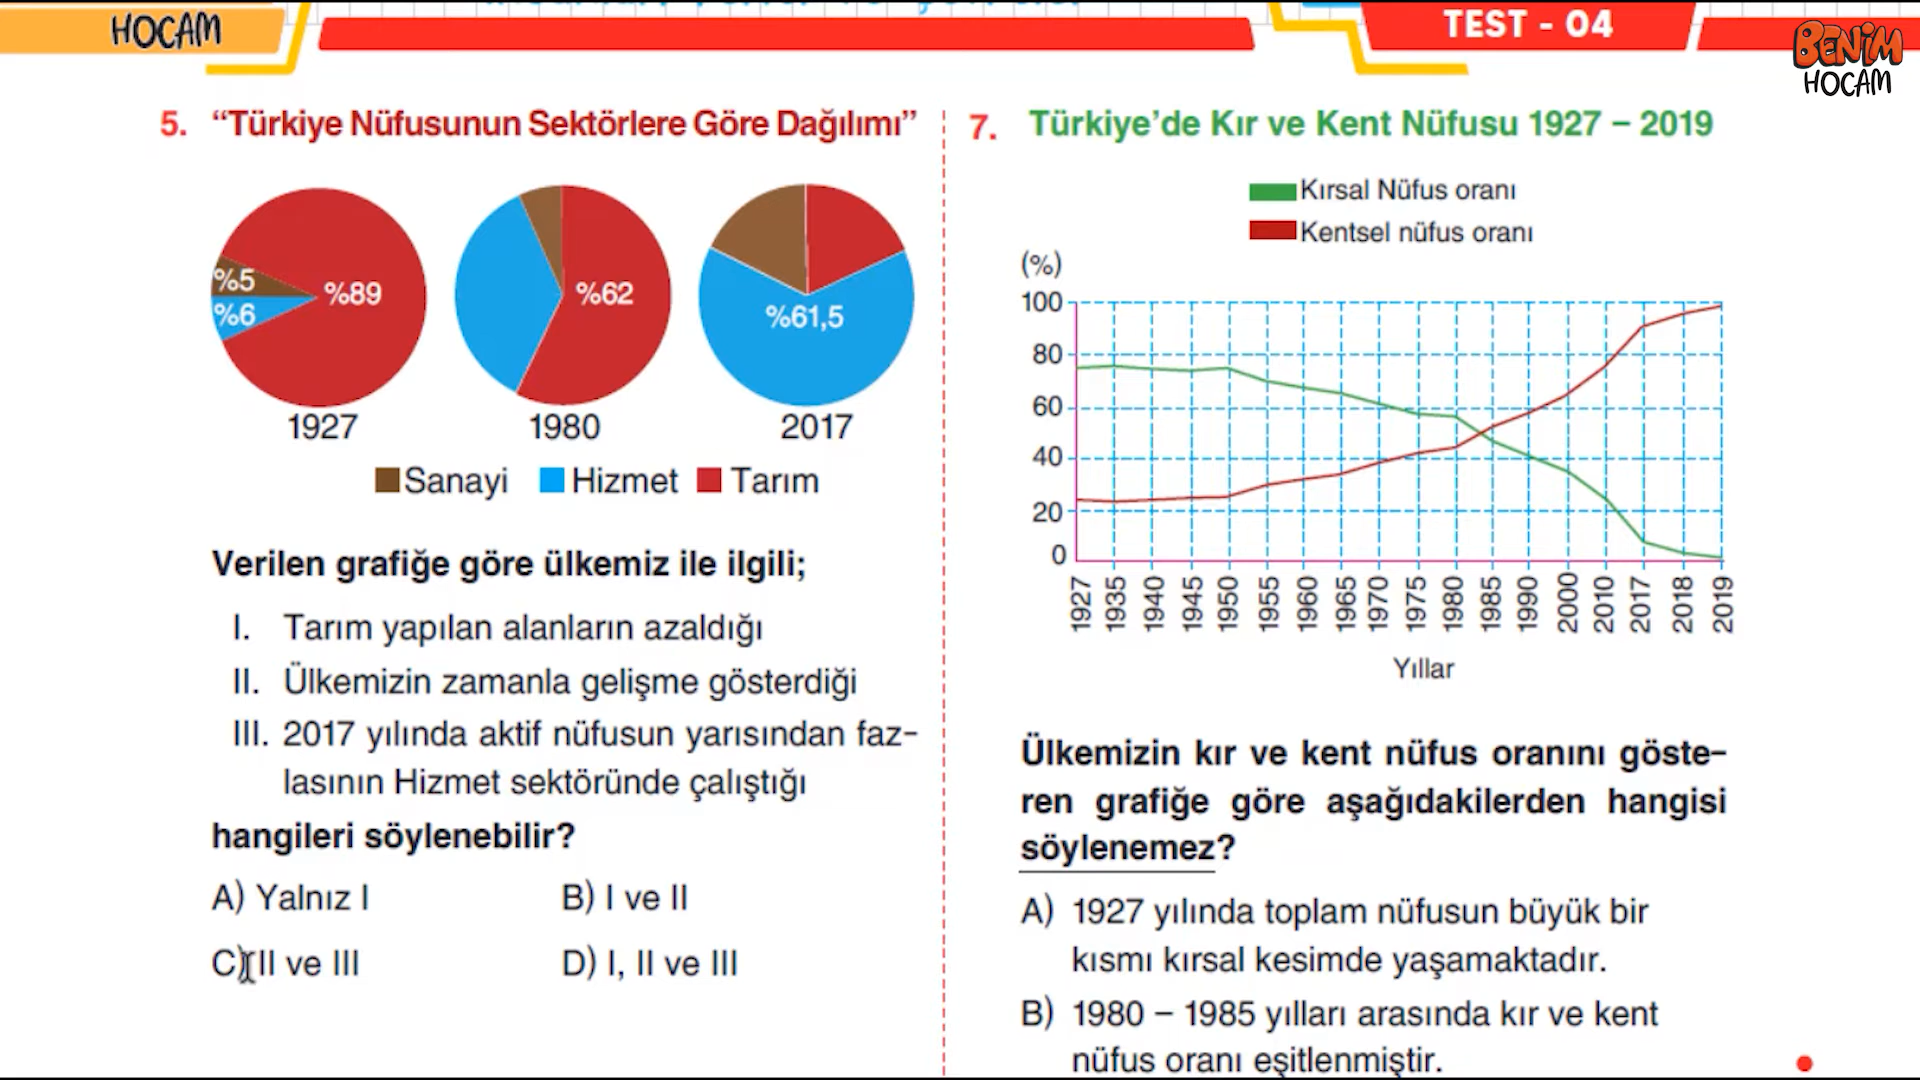 HOCAM
TEST - 04
BENİM
HOCAM
5. “Türkiye Nüfusunun Sektörlere Göre Dağılımı”
%5
%6
%89
%62
%61,5
1927
1980
2017
Sanayi
Hizmet
Tarım
Verilen grafiğe göre ülkemiz ile ilgili;
I. Tarım yapılan alanların azaldığı
II. Ülkemizin zamanla gelişme gösterdiği
III. 2017 yılında aktif nüfusun yarısından faz-
lasının Hizmet sektöründe çalıştığı
hangileri söylenebilir?
A) Yalnız I
B) I ve II
C) II ve III
D) I, II ve III
7. Türkiye’de Kır ve Kent Nüfusu 1927 – 2019
Kırsal Nüfus oranı
Kentsel nüfus oranı
(%)
100
80
60
40
20
0
1927
1935
1940
1945
1950
1955
1960
1965
1970
1975
1980
1985
1990
2000
2010
2017
2018
2019
Yıllar
Ülkemizin kır ve kent nüfus oranını göste-
ren grafiğe göre aşağıdakilerden hangisi
söylenemez?
A) 1927 yılında toplam nüfusun büyük bir
kısmı kırsal kesimde yaşamaktadır.
B) 1980 – 1985 yılları arasında kır ve kent
nüfus oranı eşitlenmiştir.